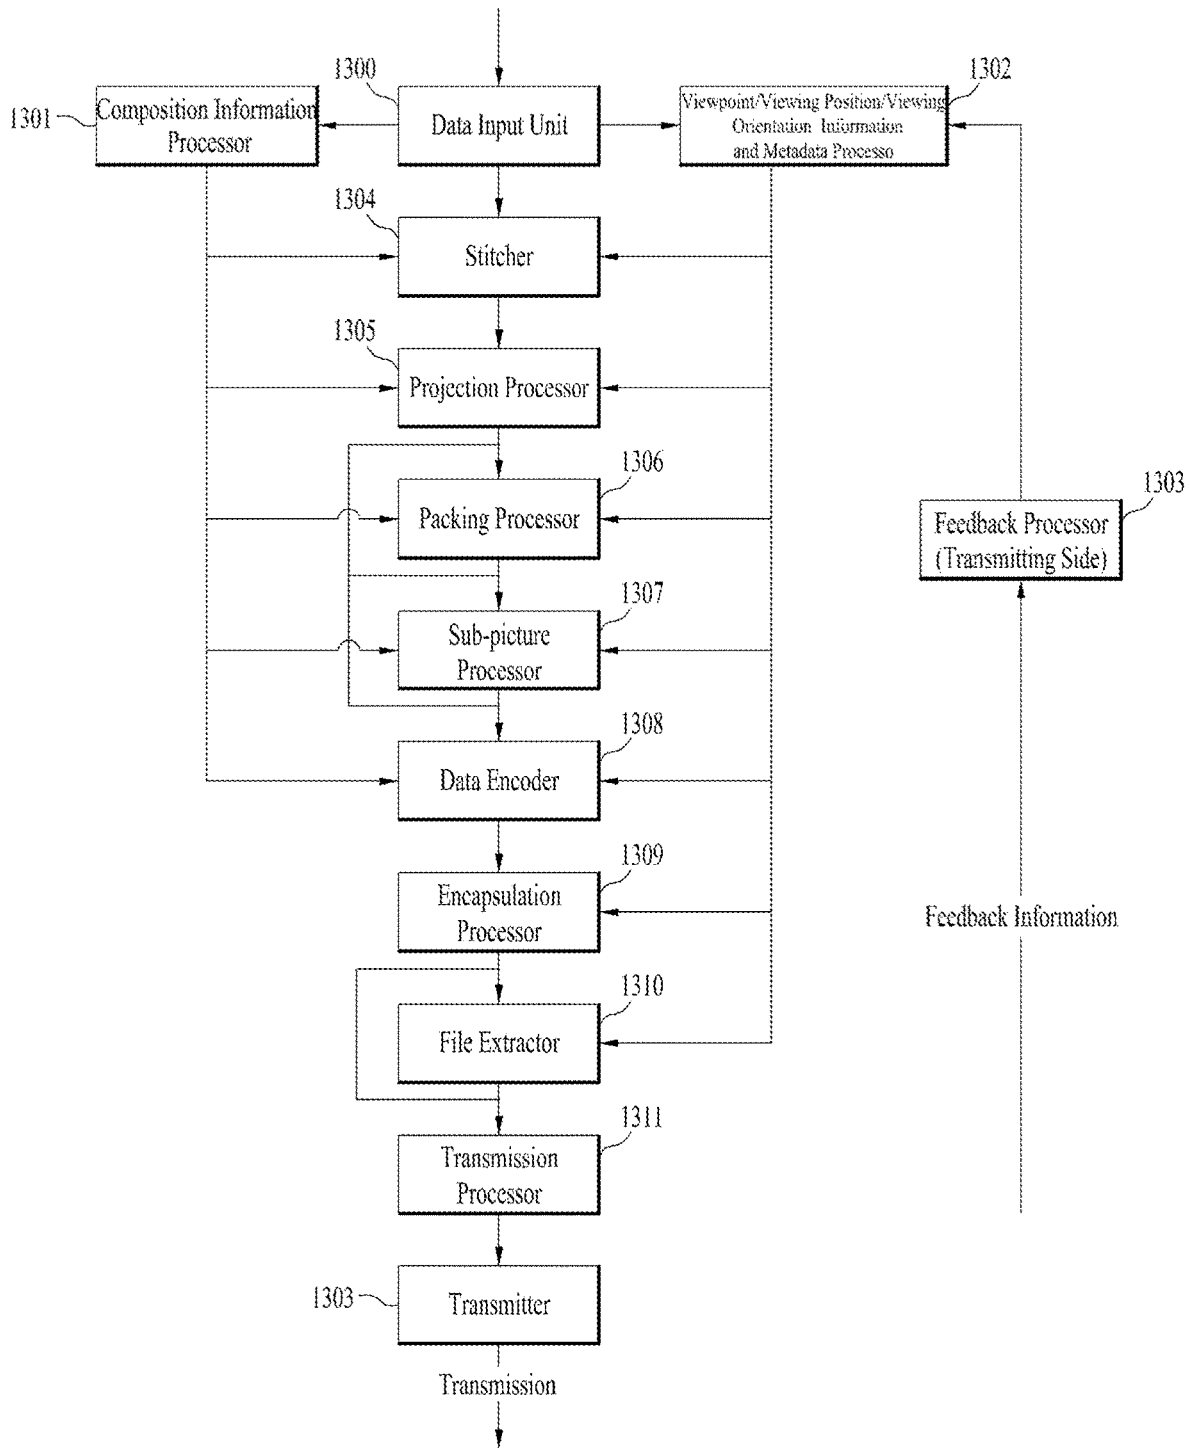 1300
1302
1301
Composition Information
Processor
Data Input Unit
Viewpoint/Viewing Position/Viewing
Orientation Information
and Metadata Processo
1304
Stitcher
1305
Projection Processor
1306
Packing Processor
1303
Feedback Processor
(Transmitting Side)
1307
Sub-picture
Processor
1308
Data Encoder
1309
Encapsulation
Processor
Feedback Information
1310
File Extractor
1311
Transmission
Processor
1303
Transmitter
Transmission